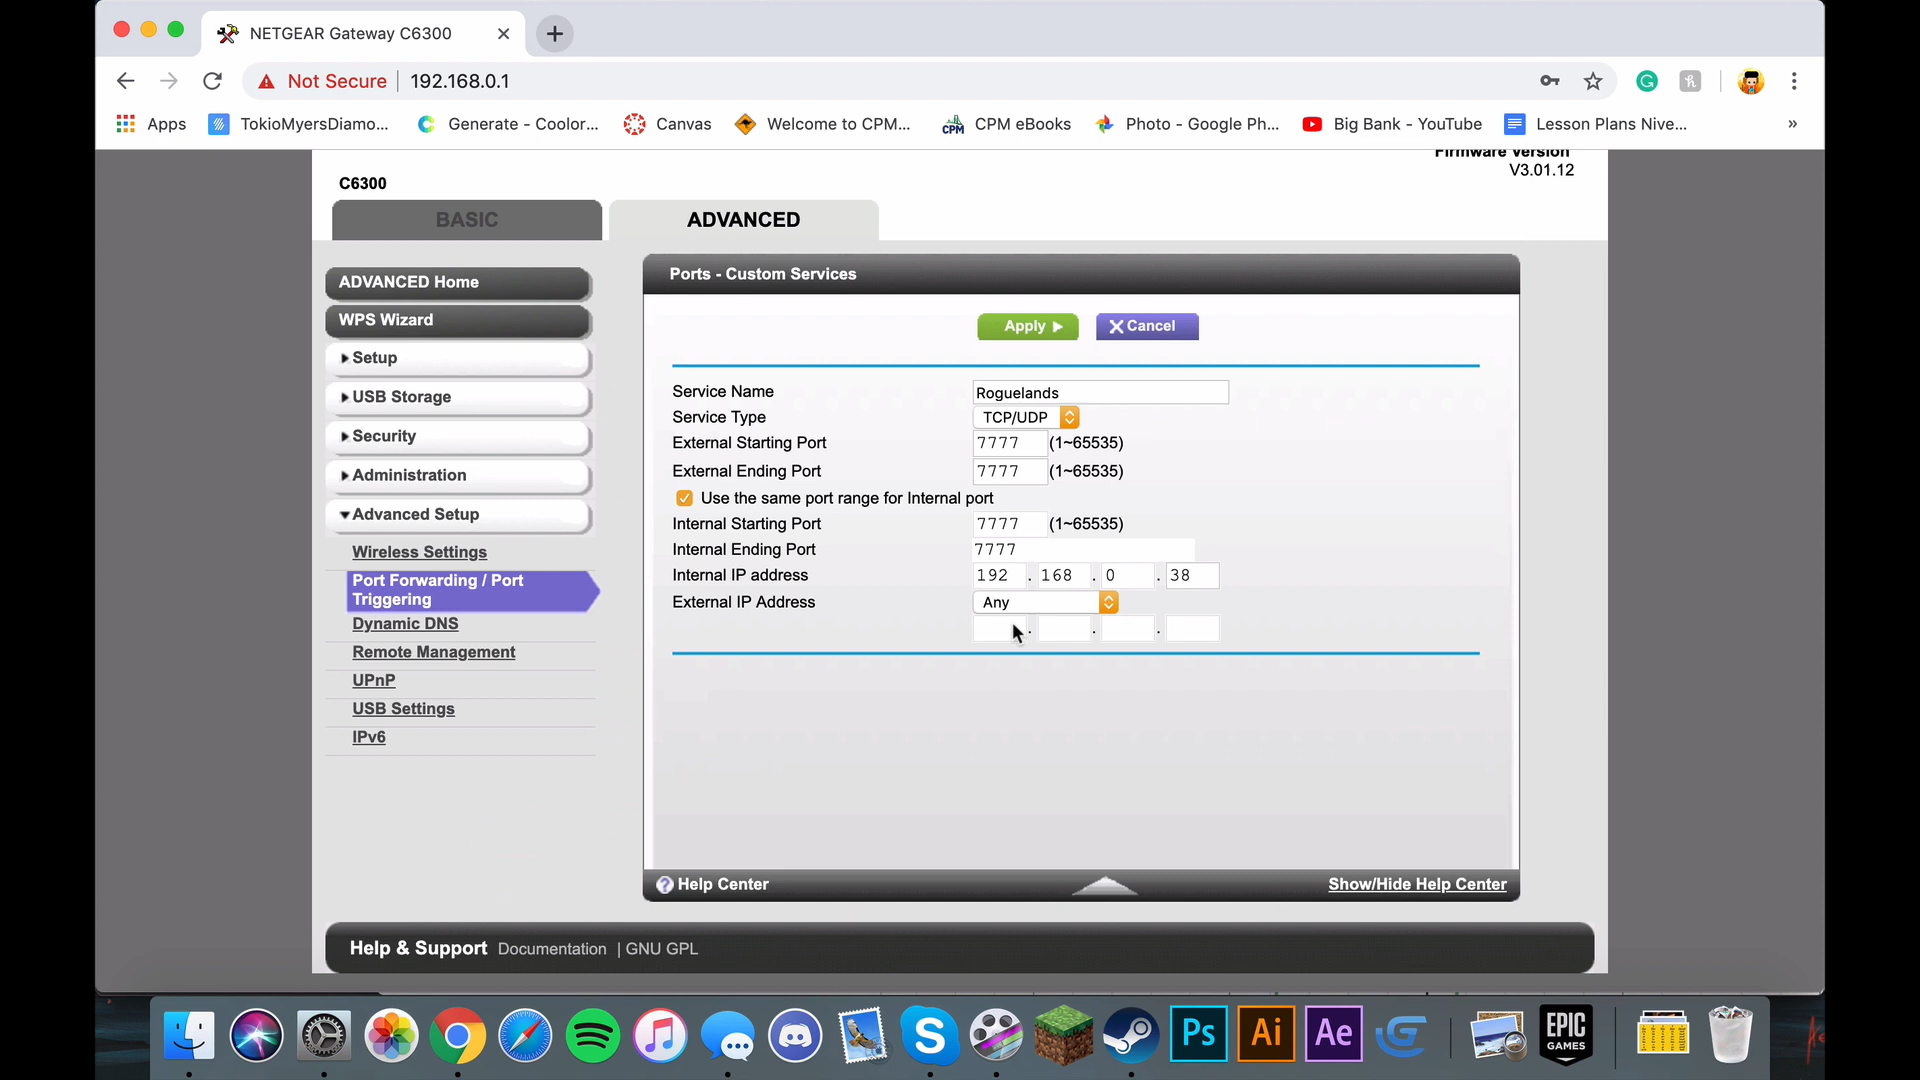 NETGEAR Gateway C6300
Not Secure 192.168.0.1
Apps TokioMyersDiamo... Generate - Coolor... Canvas Welcome to CPM... CPM CPM eBooks Photo - Google Ph... Big Bank - YouTube Lesson Plans Nive... »
Firmware Version
V3.01.12
C6300
BASIC ADVANCED
ADVANCED Home
WPS Wizard
Setup
USB Storage
Security
Administration
Advanced Setup
Wireless Settings
Port Forwarding / Port
Triggering
Dynamic DNS
Remote Management
UPnP
USB Settings
IPv6
Ports - Custom Services
Apply Cancel
Service Name Roguelands
Service Type TCP/UDP
External Starting Port 7777 (1~65535)
External Ending Port 7777 (1~65535)
Use the same port range for Internal port
Internal Starting Port 7777 (1~65535)
Internal Ending Port 7777
Internal IP address 192 . 168 . 0 . 38
External IP Address Any
. . .
? Help Center Show/Hide Help Center
Help & Support Documentation | GNU GPL
S Ps Ai Ae EPIC
GAMES